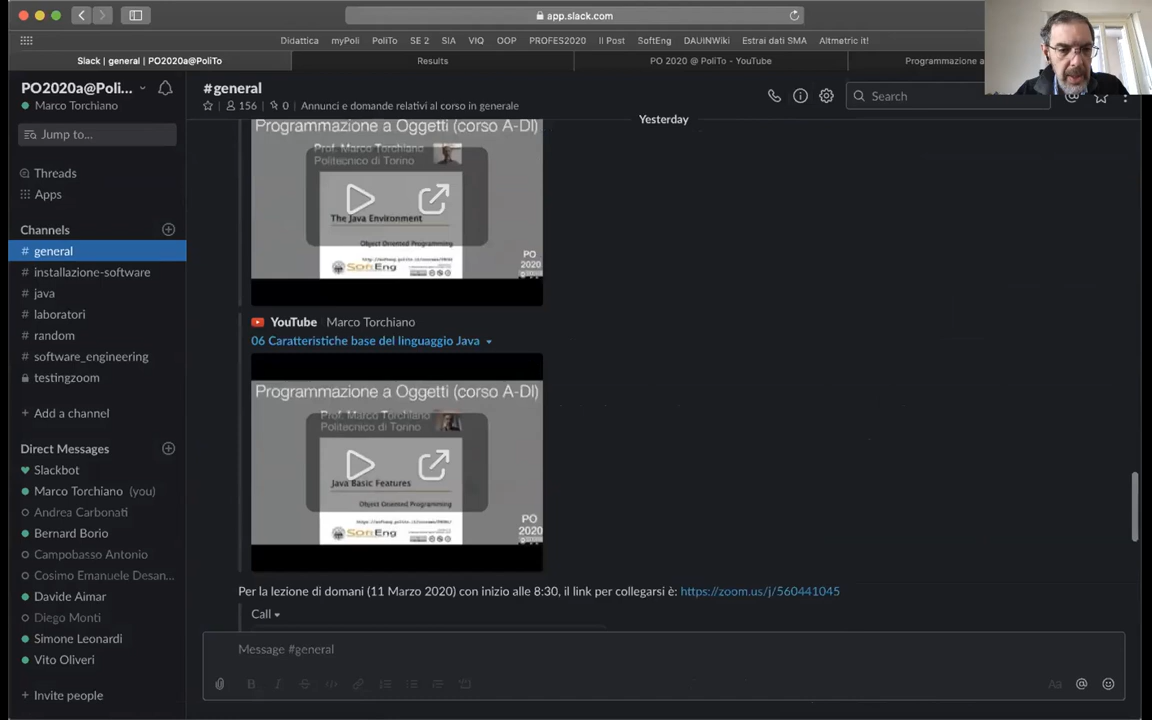 app.slack.com
Didattica myPoli PoliTo SE 2 SIA VIQ OOP PROFES2020 Il Post SoftEng DAUINWiki Estrai dati SMA Altmetric it!
Slack | general | PO2020a@PoliTo
Results
PO 2020 @ PoliTo - YouTube
Programmazione a
PO2020a@PoliTo...
Marco Torchiano
Jump to...
Threads
Apps
Channels
# general
# installazione-software
# java
# laboratori
# random
# software_engineering
testingzoom
+ Add a channel
Direct Messages
Slackbot
Marco Torchiano (you)
Andrea Carbonati
Bernard Borio
Campobasso Antonio
Cosimo Emanuele Desan...
Davide Aimar
Diego Monti
Simone Leonardi
Vito Oliveri
+ Invite people
#general
156 0 Annunci e domande relativi al corso in generale
Search
Yesterday
Programmazione a Oggetti (corso A-DI)
Prof. Marco Torchiano
Politecnico di Torino
The Java Environment
Object Oriented Programming
SoftEng
PO
2020
YouTube Marco Torchiano
06 Caratteristiche base del linguaggio Java
Programmazione a Oggetti (corso A-DI)
Prof. Marco Torchiano
Politecnico di Torino
Java Basic Features
Object Oriented Programming
SoftEng
PO
2020
Per la lezione di domani (11 Marzo 2020) con inizio alle 8:30, il link per collegarsi è: https://zoom.us/j/560441045
Call
Message #general